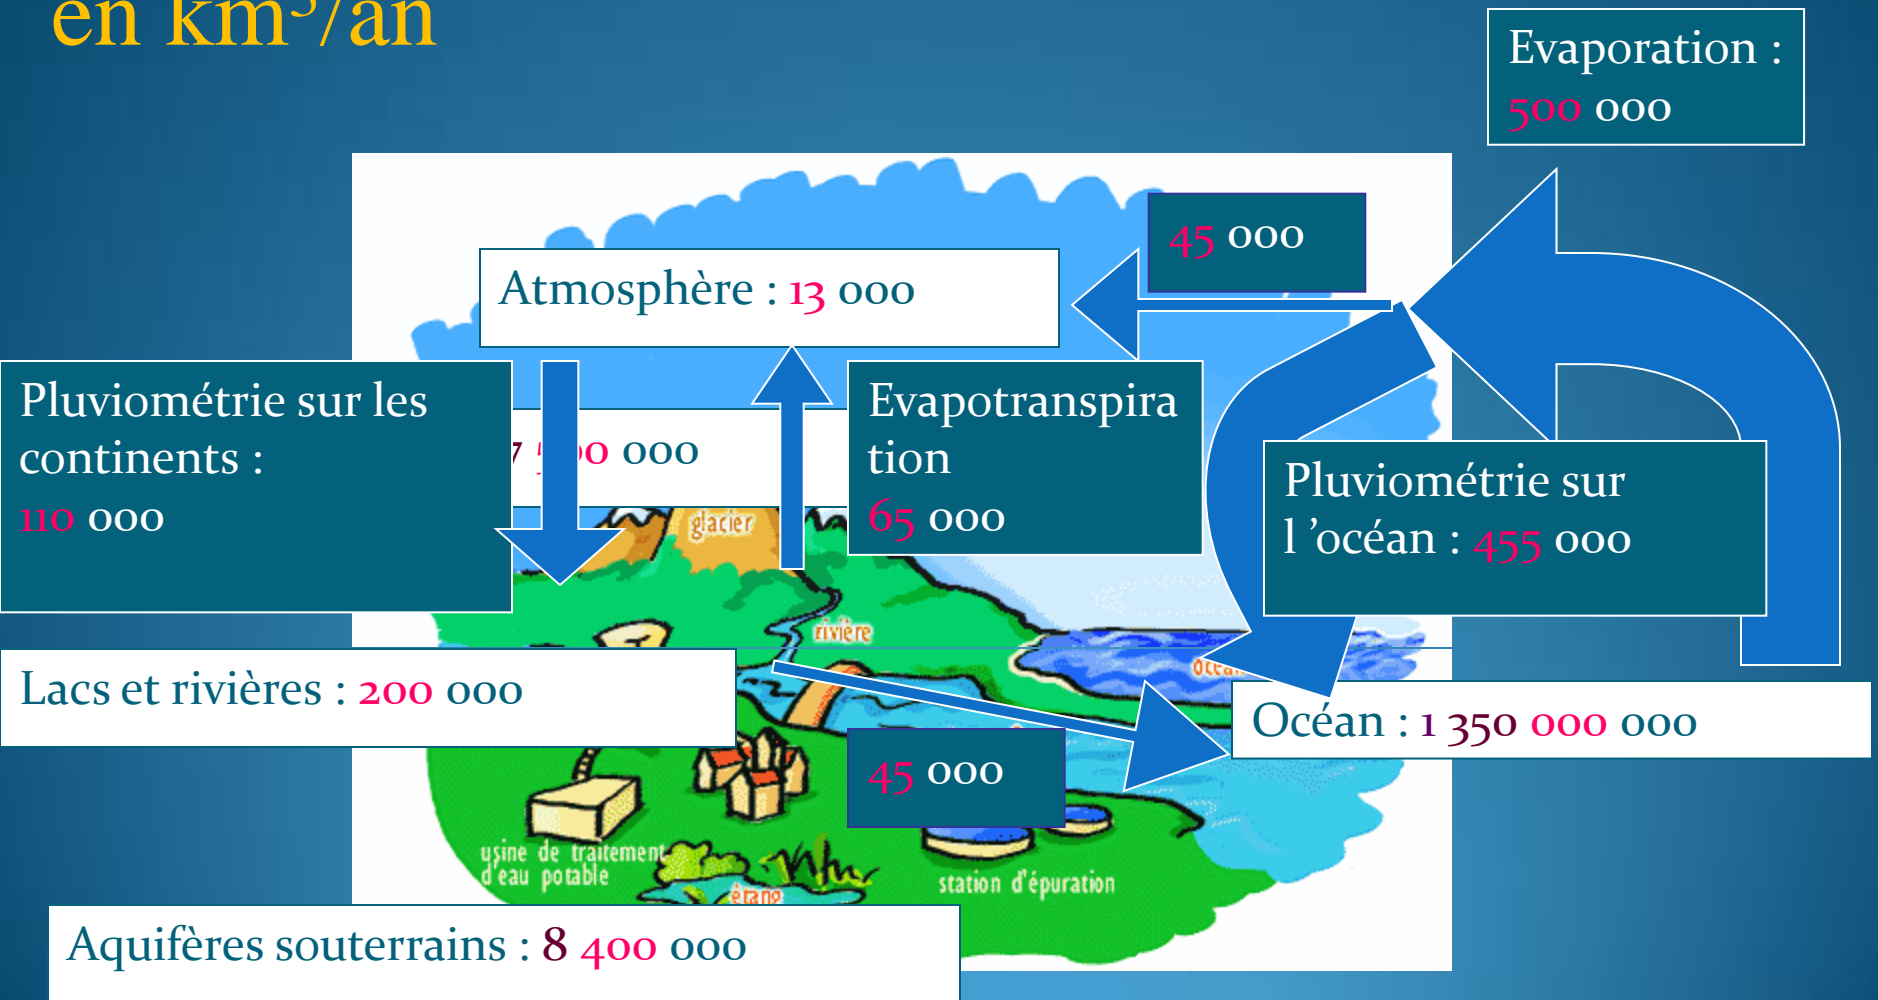 en km³/an
Evaporation :
500 000
45 000
Atmosphère : 13 000
Pluviométrie sur les
continents :
110 000
000
Evapotranspira
tion
65 000
Pluviométrie sur
l ’océan : 455 000
glacier
rivière
Lacs et rivières : 200 000
Océan : 1 350 000 000
45 000
usine de traitement
d'eau potable
station d'épuration
étang
Aquifères souterrains : 8 400 000